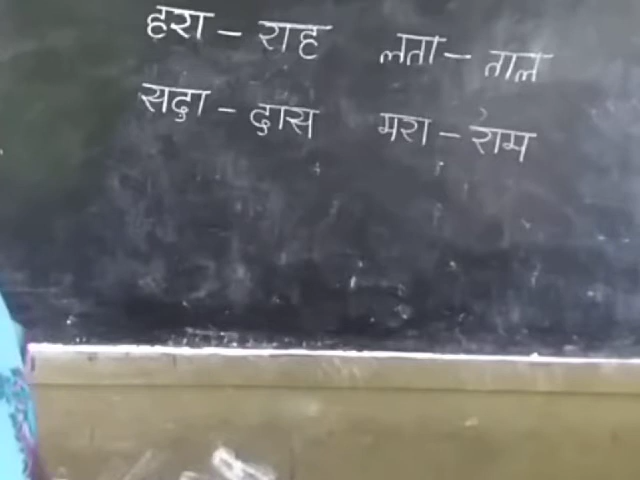 हरा – राह लता – ताल
सदा – दास मरा – राम